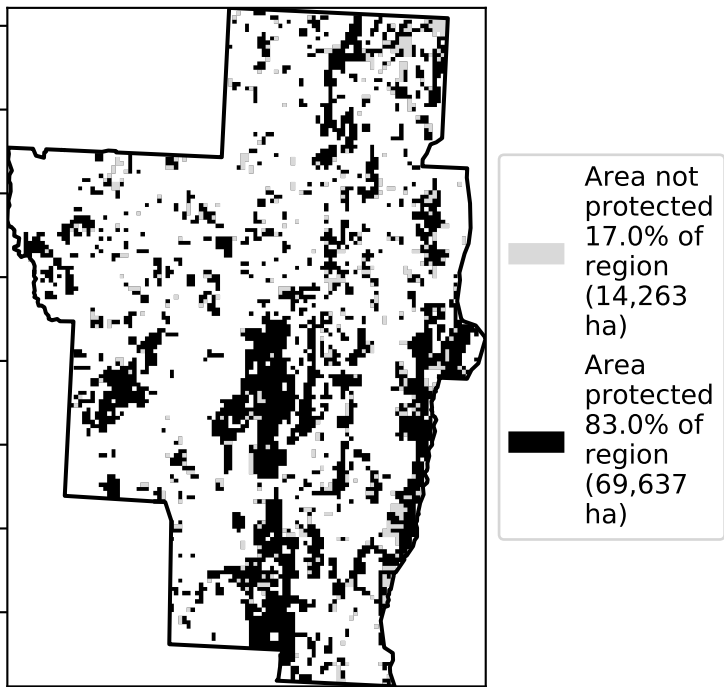 Area not
protected
17.0% of
region
(14,263
ha)
Area
protected
83.0% of
region
(69,637
ha)